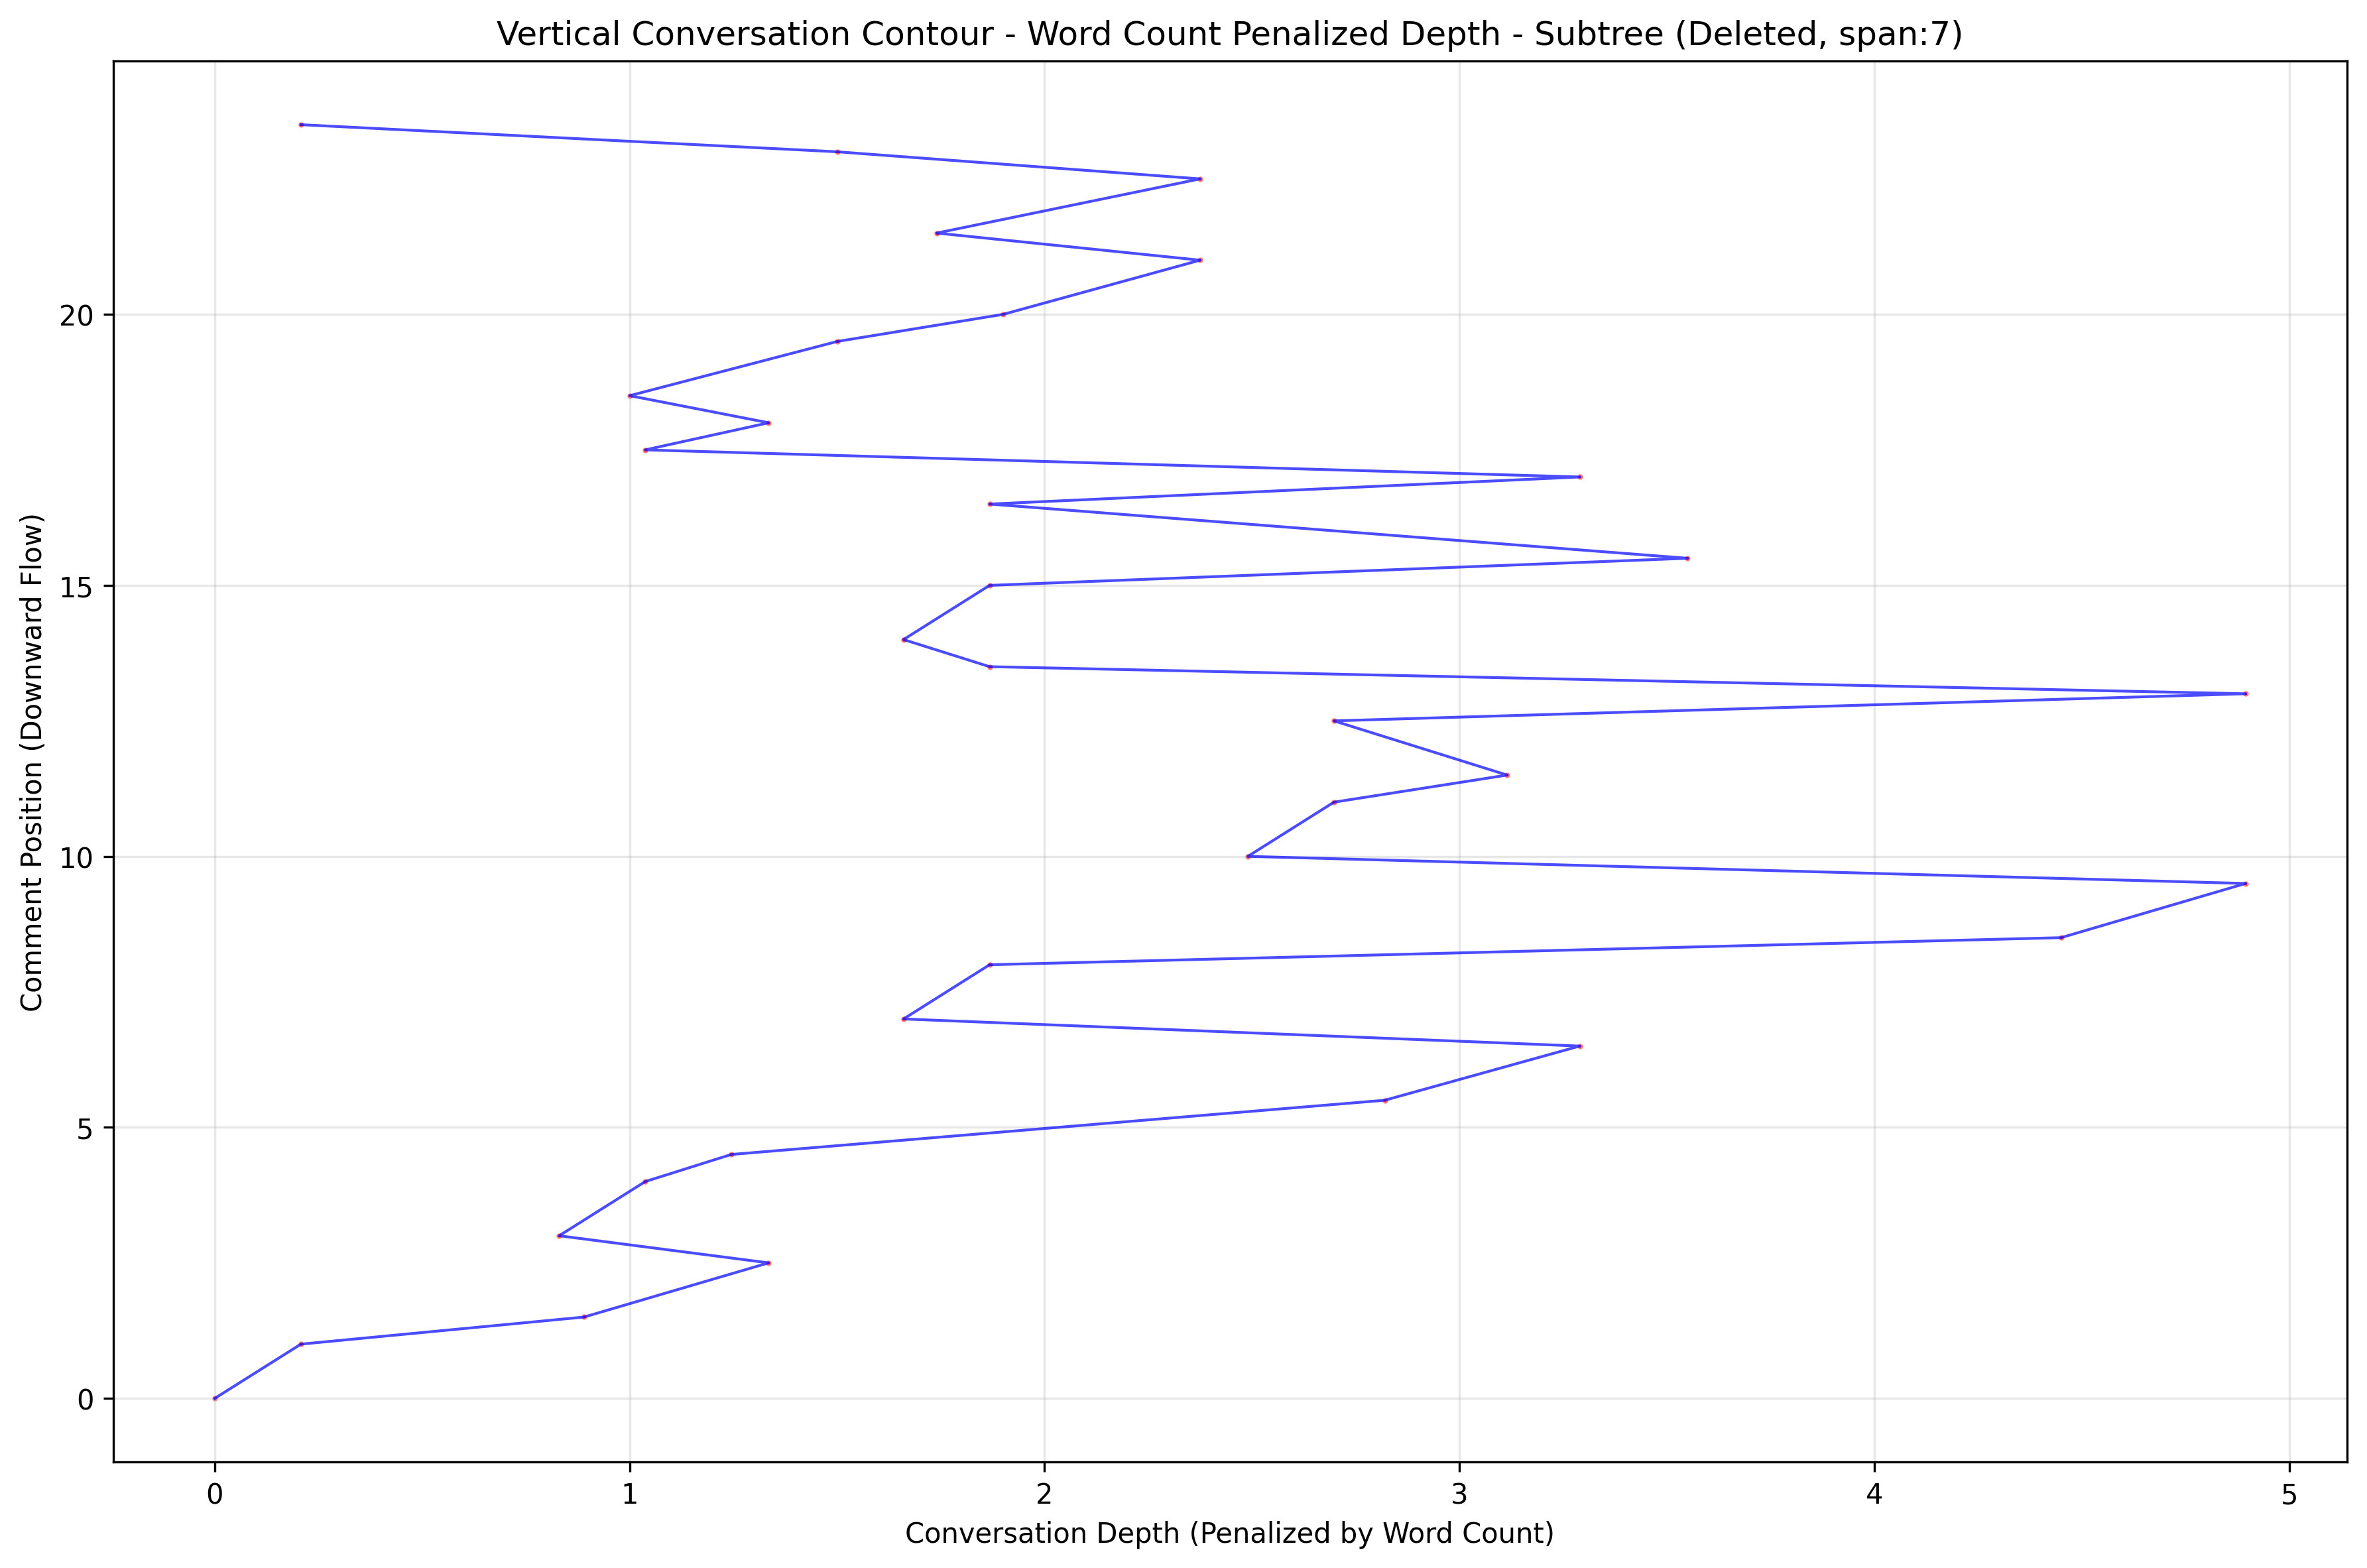 Vertical Conversation Contour - Word Count Penalized Depth - Subtree (Deleted, span:7)
Comment Position (Downward Flow)
20
15
10
5
0
0 1 2 3 4 5
Conversation Depth (Penalized by Word Count)